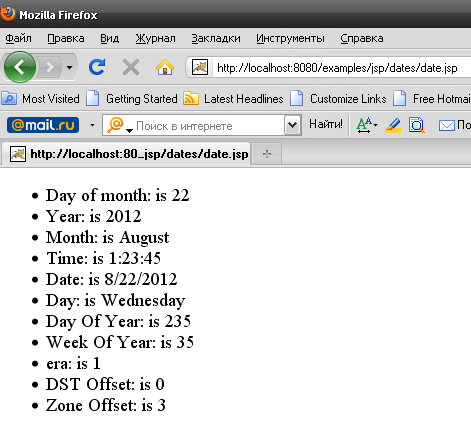 Mozilla Firefox
Файл Правка Вид Журнал Закладки Инструменты Справка
http://localhost:8080/examples/jsp/dates/date.jsp
Most Visited Getting Started Latest Headlines Customize Links Free Hotmai
@mail.ru Поиск в интернете Найти! По
http://localhost:80...jsp/dates/date.jsp
Day of month: is 22
Year: is 2012
Month: is August
Time: is 1:23:45
Date: is 8/22/2012
Day: is Wednesday
Day Of Year: is 235
Week Of Year: is 35
era: is 1
DST Offset: is 0
Zone Offset: is 3